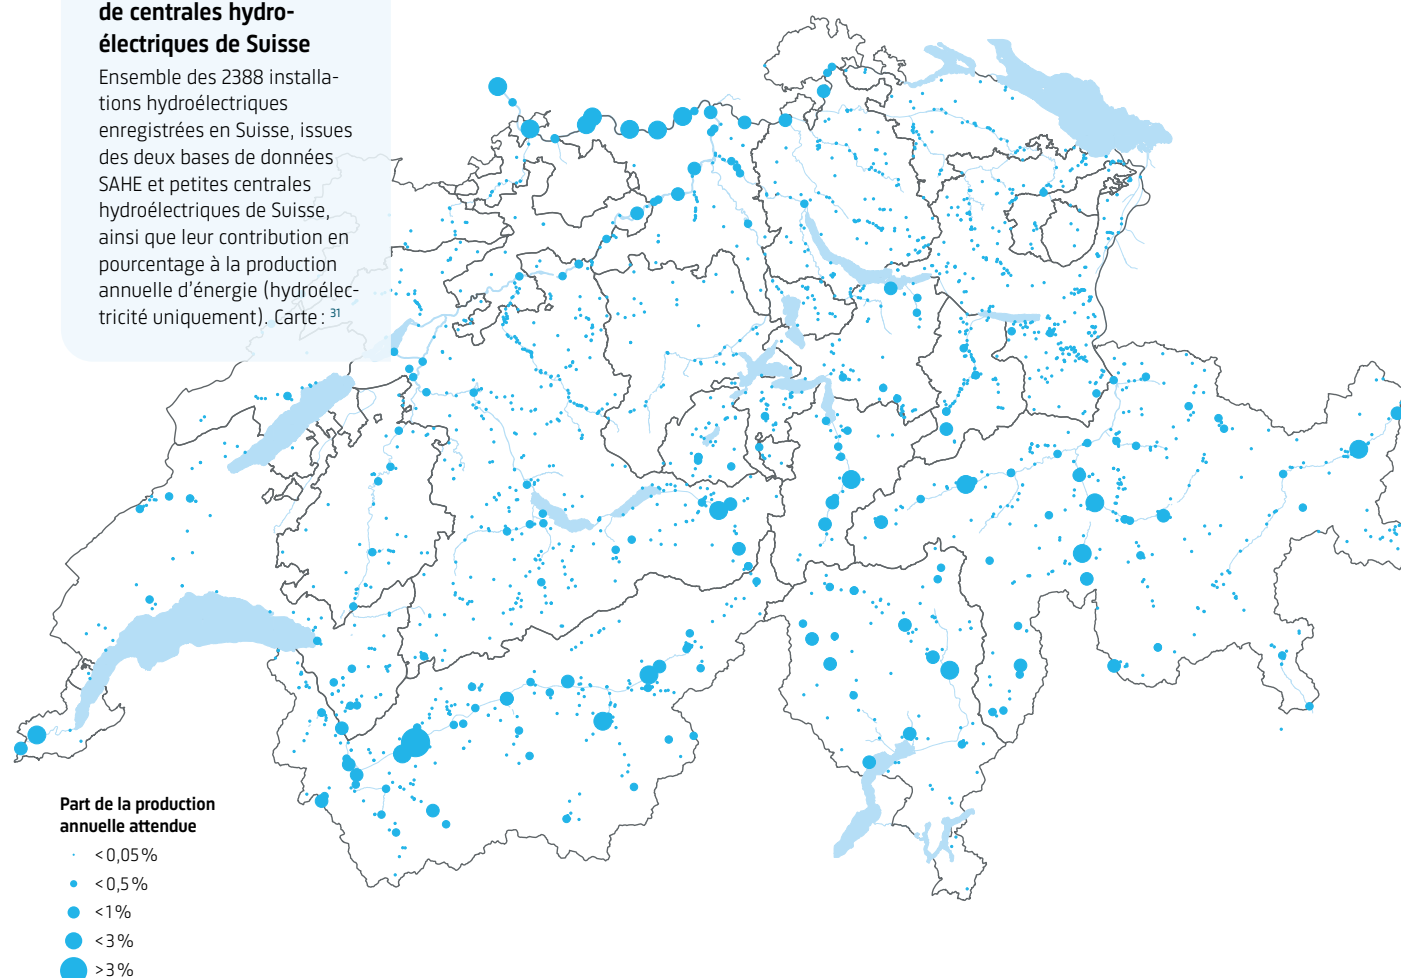 de centrales hydro-
électriques de Suisse
Ensemble des 2388 installa-
tions hydroélectriques
enregistrées en Suisse, issues
des deux bases de données
SAHE et petites centrales
hydroélectriques de Suisse,
ainsi que leur contribution en
pourcentage à la production
annuelle d'énergie (hydroélec-
tricité uniquement). Carte : 31
Part de la production
annuelle attendue
< 0,05 %
< 0,5 %
< 1 %
< 3 %
> 3 %